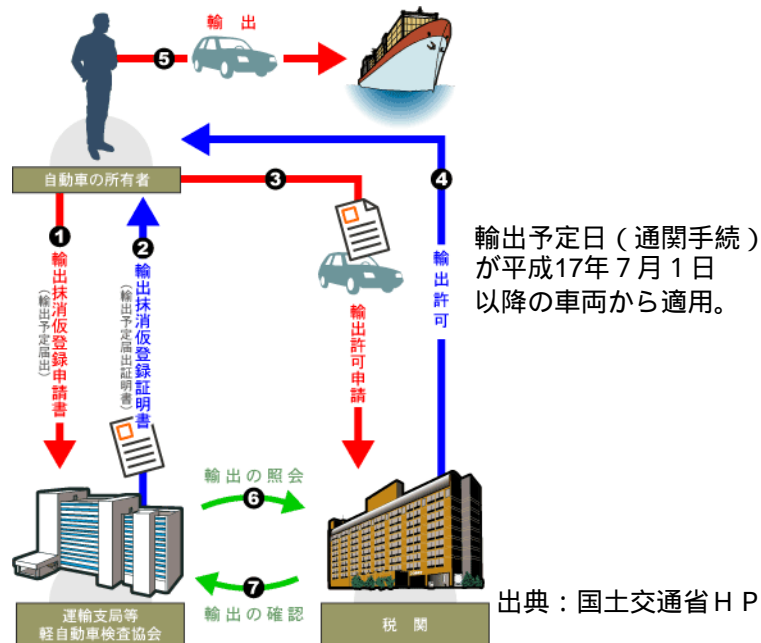 輸 出
5
自動車の所有者
3
4
1
2
輸出抹消仮登録申請書
(輸出予定届出)
輸出抹消仮登録証明書
(輸出予定届出証明書)
輸出許可申請
輸出許可
輸出予定日(通関手続)
が平成17年7月1日
以降の車両から適用。
輸出の照会
6
7
輸出の確認
運輸支局等
軽自動車検査協会
税 関
出典:国土交通省HP